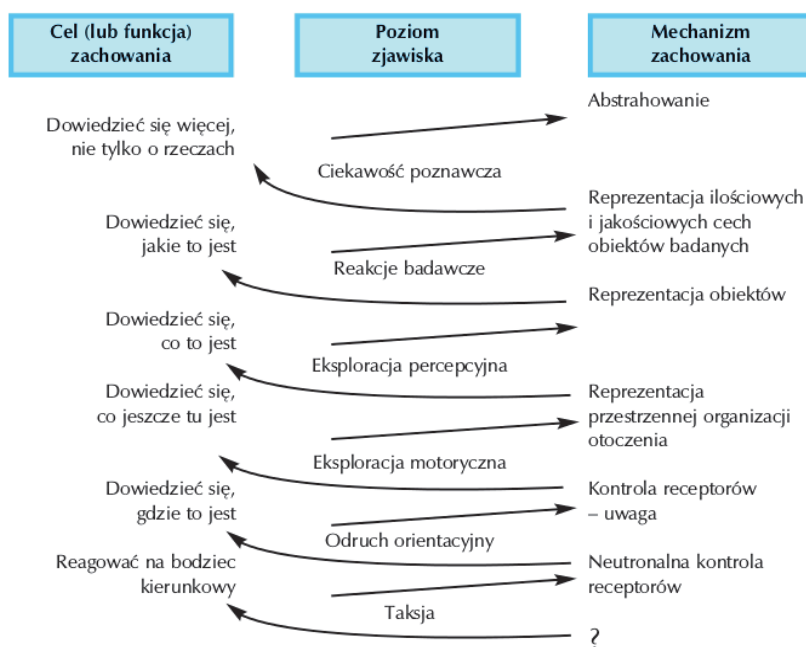 Cel (lub funkcja)
zachowania
Poziom
zjawiska
Mechanizm
zachowania
Abstrahowanie
Dowiedzieć się więcej,
nie tylko o rzeczach
Ciekawość poznawcza
Reprezentacja ilościowych
i jakościowych cech
obiektów badanych
Dowiedzieć się,
jakie to jest
Reakcje badawcze
Reprezentacja obiektów
Dowiedzieć się,
co to jest
Eksploracja percepcyjna
Dowiedzieć się,
co jeszcze tu jest
Reprezentacja
przestrzennej organizacji
otoczenia
Eksploracja motoryczna
Dowiedzieć się,
gdzie to jest
Kontrola receptorów
– uwaga
Odruch orientacyjny
Reagować na bodziec
kierunkowy
Neutronalna kontrola
receptorów
Taksja
?